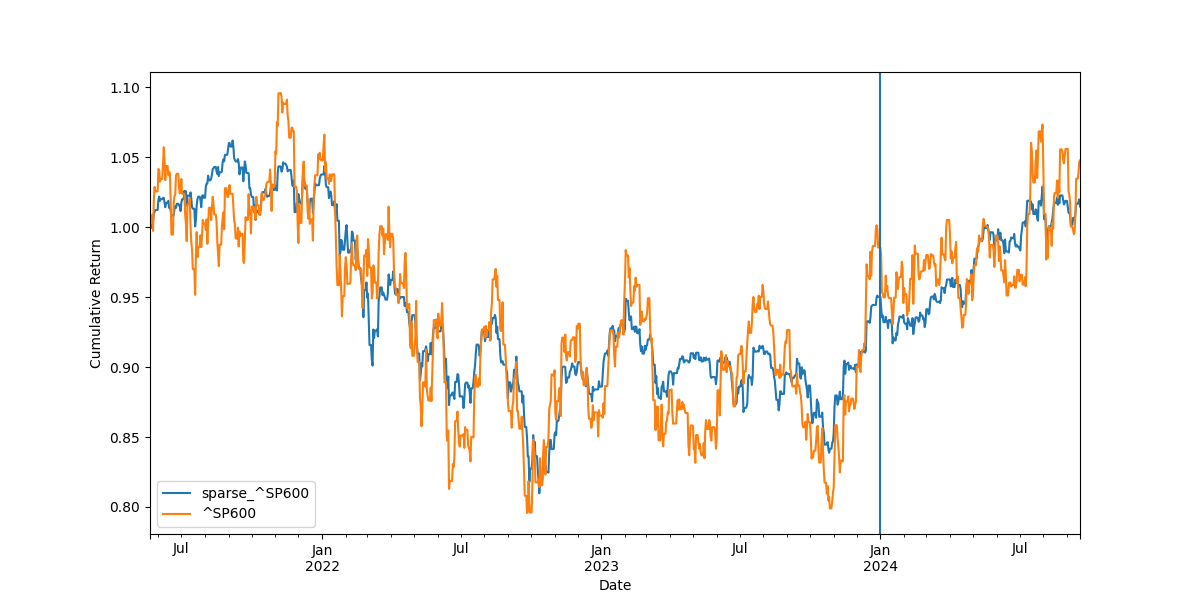 1.10
1.05
1.00
0.95
0.90
0.85
0.80
Cumulative Return
sparse_^SP600
^SP600
Jul Jan Jul Jan Jul Jan Jul
2022 2023 2024
Date